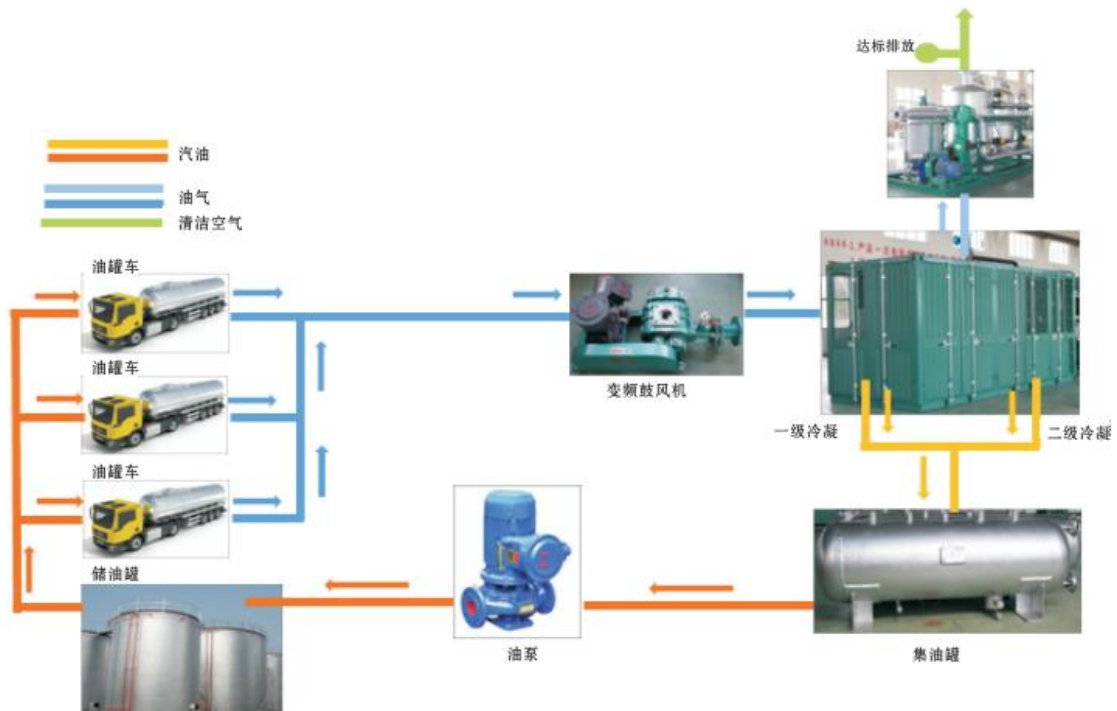 达标排放
汽油
油气
清洁空气
油罐车
油罐车
变频鼓风机
一级冷凝
二级冷凝
油罐车
储油罐
油泵
集油罐